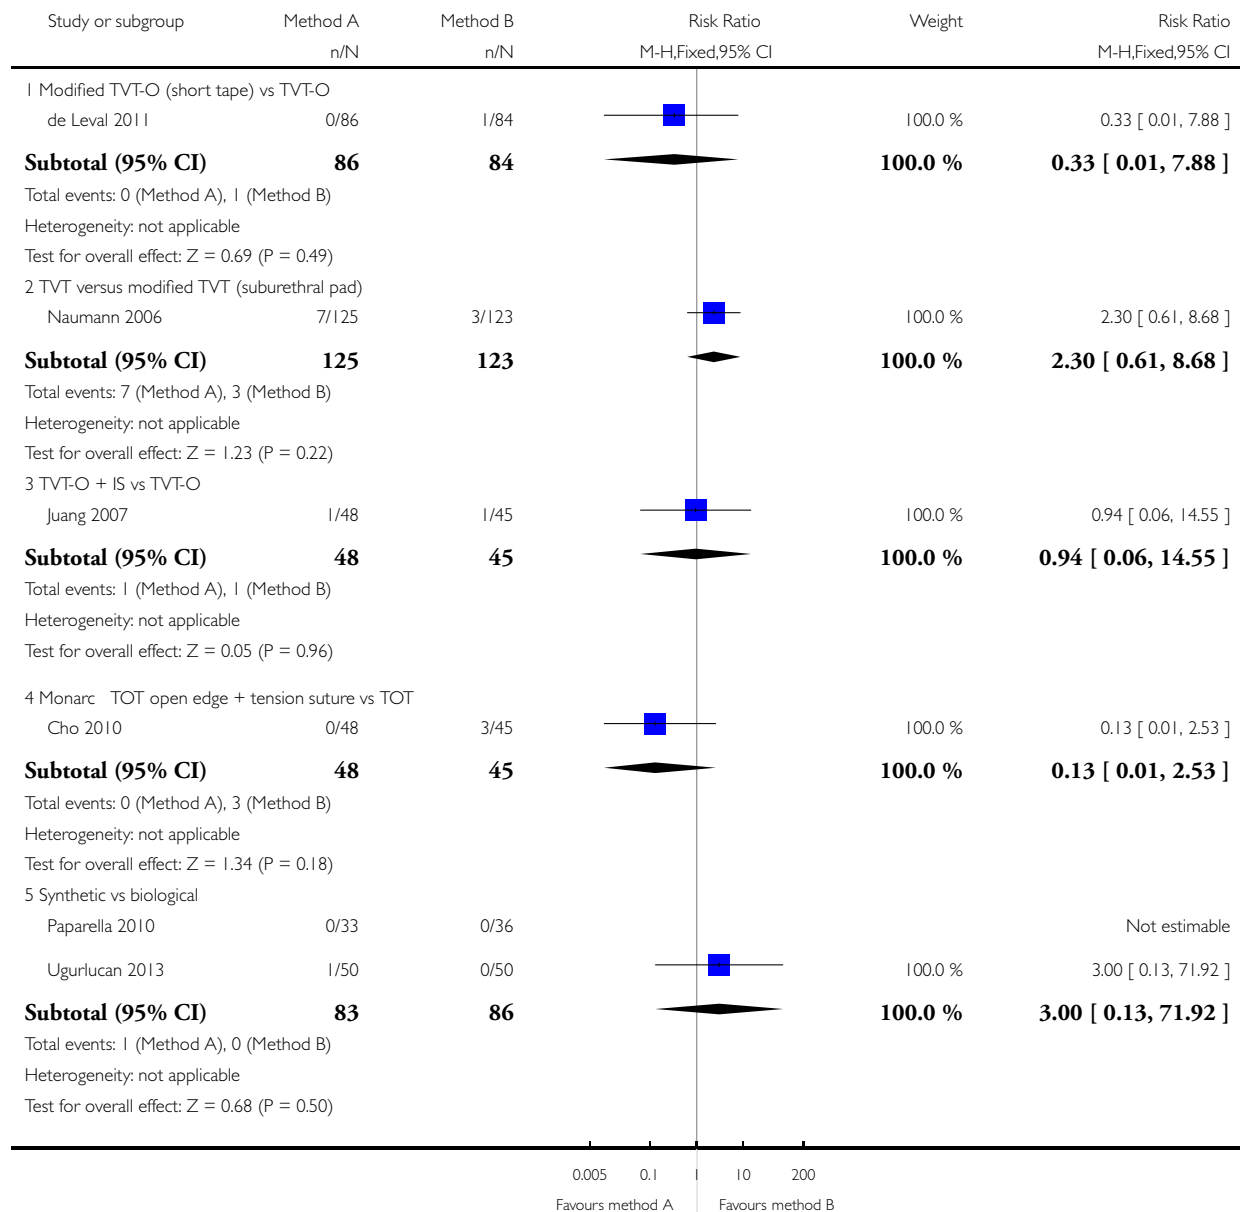 Study or subgroup Method A Method B Risk Ratio Weight Risk Ratio
n/N n/N M-H,Fixed,95% CI M-H,Fixed,95% CI
1 Modified TVT-O (short tape) vs TVT-O
de Leval 2011 0/86 1/84 100.0 % 0.33 [ 0.01, 7.88 ]
Subtotal (95% CI) 86 84 100.0 % 0.33 [ 0.01, 7.88 ]
Total events: 0 (Method A), 1 (Method B)
Heterogeneity: not applicable
Test for overall effect: Z = 0.69 (P = 0.49)
2 TVT versus modified TVT (suburethral pad)
Naumann 2006 7/125 3/123 100.0 % 2.30 [ 0.61, 8.68 ]
Subtotal (95% CI) 125 123 100.0 % 2.30 [ 0.61, 8.68 ]
Total events: 7 (Method A), 3 (Method B)
Heterogeneity: not applicable
Test for overall effect: Z = 1.23 (P = 0.22)
3 TVT-O + IS vs TVT-O
Juang 2007 1/48 1/45 100.0 % 0.94 [ 0.06, 14.55 ]
Subtotal (95% CI) 48 45 100.0 % 0.94 [ 0.06, 14.55 ]
Total events: 1 (Method A), 1 (Method B)
Heterogeneity: not applicable
Test for overall effect: Z = 0.05 (P = 0.96)
4 Monarc TOT open edge + tension suture vs TOT
Cho 2010 0/48 3/45 100.0 % 0.13 [ 0.01, 2.53 ]
Subtotal (95% CI) 48 45 100.0 % 0.13 [ 0.01, 2.53 ]
Total events: 0 (Method A), 3 (Method B)
Heterogeneity: not applicable
Test for overall effect: Z = 1.34 (P = 0.18)
5 Synthetic vs biological
Paparella 2010 0/33 0/36 Not estimable
Ugurlucan 2013 1/50 0/50 100.0 % 3.00 [ 0.13, 71.92 ]
Subtotal (95% CI) 83 86 100.0 % 3.00 [ 0.13, 71.92 ]
Total events: 1 (Method A), 0 (Method B)
Heterogeneity: not applicable
Test for overall effect: Z = 0.68 (P = 0.50)
0.005 0.1 1 10 200
Favours method A Favours method B